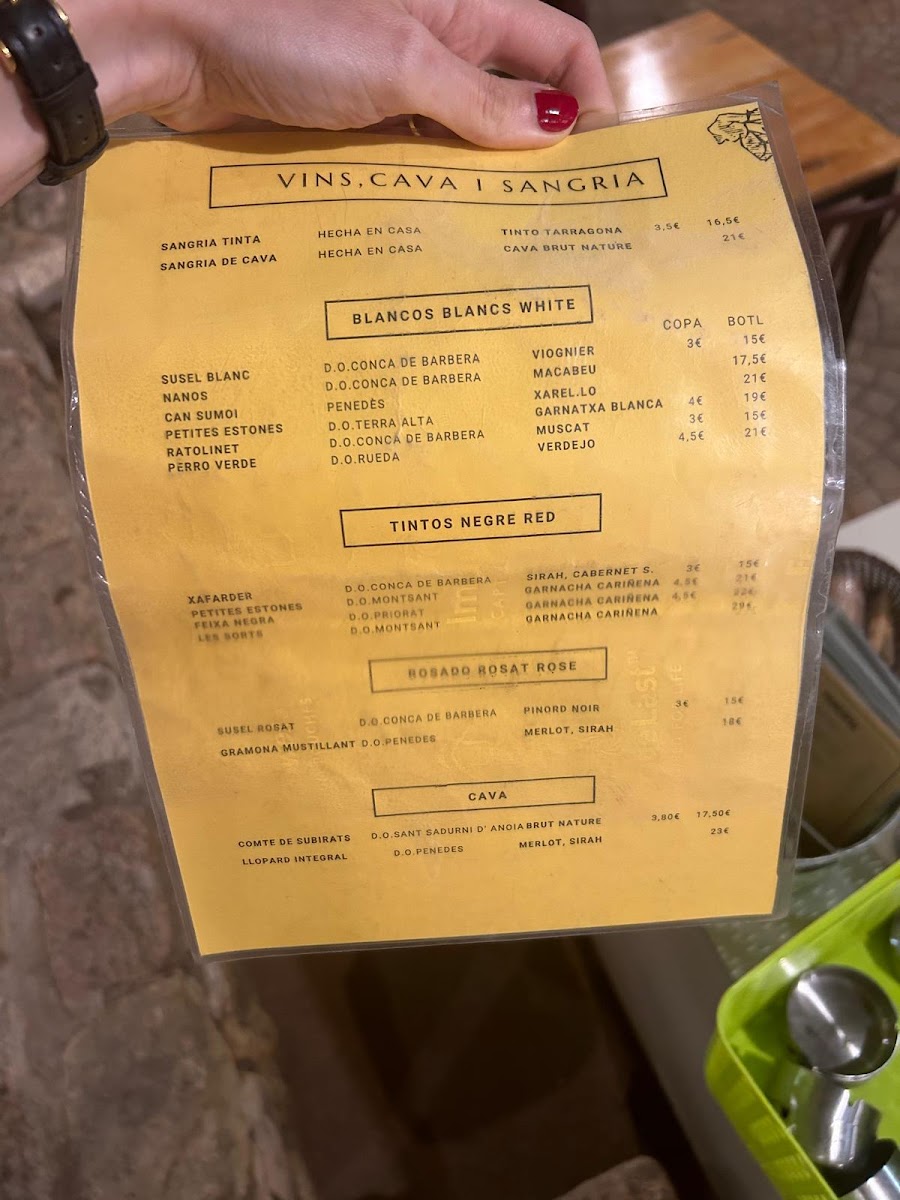 VINS, CAVA I SANGRIA
SANGRIA TINTA HECHA EN CASA TINTO TARRAGONA 3,5€ 16,5€
SANGRIA DE CAVA HECHA EN CASA CAVA BRUT NATURE 21€
BLANCOS BLANCS WHITE
COPA BOTL
SUSEL BLANC D.O.CONCA DE BARBERA VIOGNIER 3€ 15€
NANOS D.O.CONCA DE BARBERA MACABEU 17,5€
CAN SUMOI PENEDÈS XAREL.LO 21€
PETITES ESTONES D.O.TERRA ALTA GARNATXA BLANCA 4€ 19€
RATOLINET D.O.CONCA DE BARBERA MUSCAT 3€ 15€
PERRO VERDE D.O.RUEDA VERDEJO 4,5€ 21€
TINTOS NEGRE RED
XAFARDER D.O.CONCA DE BARBERA SIRAH, CABERNET S. 3€ 15€
PETITES ESTONES D.O.MONTSANT GARNACHA CARIÑENA 4,5€ 21€
FEIXA NEGRA D.O.PRIORAT GARNACHA CARIÑENA 4,5€ 22€
LES SORTS D.O.MONTSANT GARNACHA CARIÑENA 29€
ROSADO ROSAT ROSE
SUSEL ROSAT D.O.CONCA DE BARBERA PINORD NOIR 3€ 15€
GRAMONA MUSTILLANT D.O.PENEDES MERLOT, SIRAH 18€
CAVA
COMTE DE SUBIRATS D.O.SANT SADURNI D' ANOIA BRUT NATURE 3,80€ 17,50€
LLOPARD INTEGRAL D.O.PENEDES MERLOT, SIRAH 23€